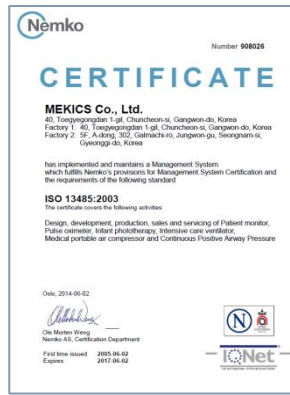 Nemko
Number 908026
CERTIFICATE
MEKICS Co., Ltd.
40, Toegyegongdan 1-gil, Chuncheon-si, Gangwon-do, Korea
Factory 1: 40, Toegyegongdan 1-gil, Chuncheon-si, Gangwon-do, Korea
Factory 2: 5F, A-dong, 302, Galmachi-ro, Jungwon-gu, Seongnam-si,
Gyeonggi-do, Korea
has implemented and maintains a Management System
which fulfills Nemko's provisions for Management System Certification and
the requirements of the following standard
ISO 13485:2003
The certificate covers the following activities:
Design, development, production, sales and servicing of Patient monitor,
Pulse oximeter, Infant phototherapy, Intensive care ventilator,
Medical portable air compressor and Continuous Positive Airway Pressure
Oslo, 2014-06-02
Ole Morten Weng
Nemko AS, Certification Department
First time issued 2005-06-02
Expires 2017-06-02
N
IQNet